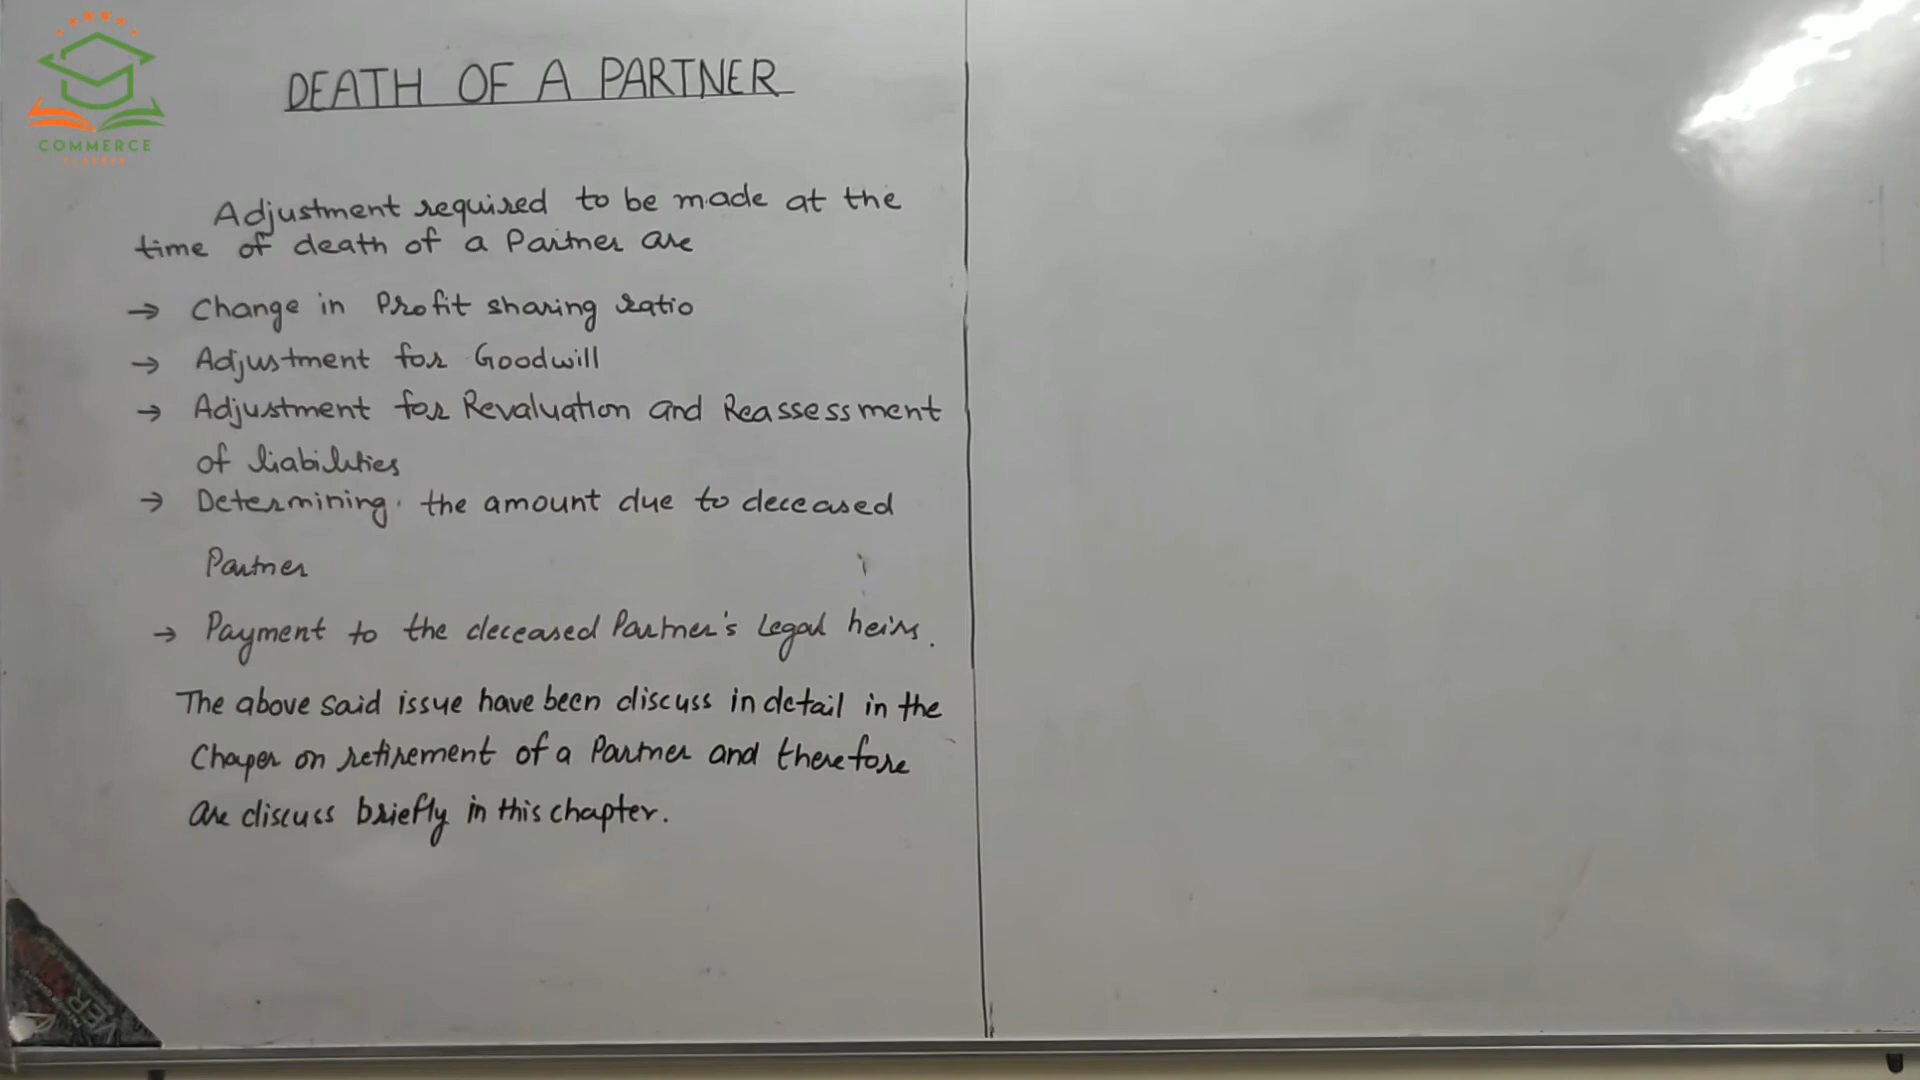 COMMERCE
DEATH OF A PARTNER
Adjustment required to be made at the
time of death of a Partner are
→ Change in Profit sharing ratio
→ Adjustment for Goodwill
→ Adjustment for Revaluation and Reassessment
of liabilities
→ Determining the amount due to deceased
Partner
→ Payment to the deceased Partner's Legal heirs.
The above said issue have been discuss in detail in the
Chaper on retirement of a Partner and therefore
are discuss briefly in this chapter.